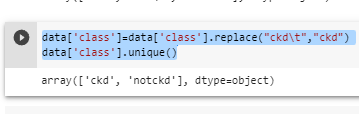 data['class']=data['class'].replace("ckd\t","ckd")
data['class'].unique()
array(['ckd', 'notckd'], dtype=object)